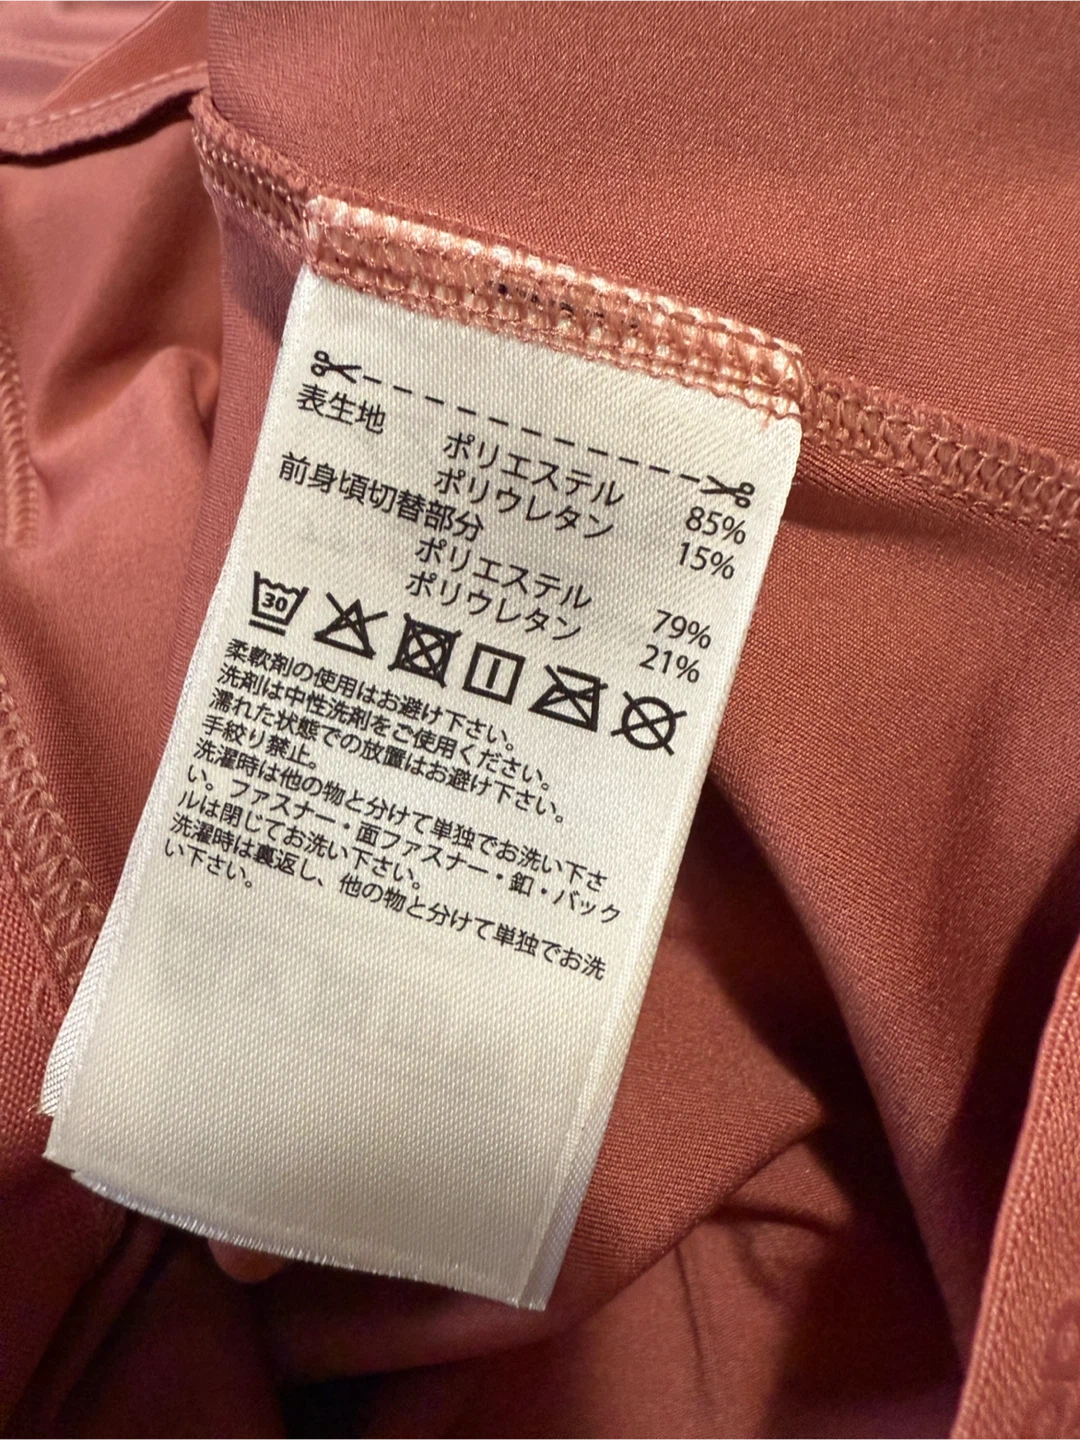 表生地
ポリエステル 85%
ポリウレタン 15%
前身頃切替部分
ポリエステル 79%
ポリウレタン 21%
30
柔軟剤の使用はお避け下さい。
洗剤は中性洗剤をご使用ください。
濡れた状態での放置はお避け下さい。
手絞り禁止。
洗濯時は他の物と分けて単独でお洗い下さ
い。ファスナー・面ファスナー・釦・バック
ルは閉じてお洗い下さい。
洗濯時は裏返し、他の物と分けて単独でお洗
い下さい。